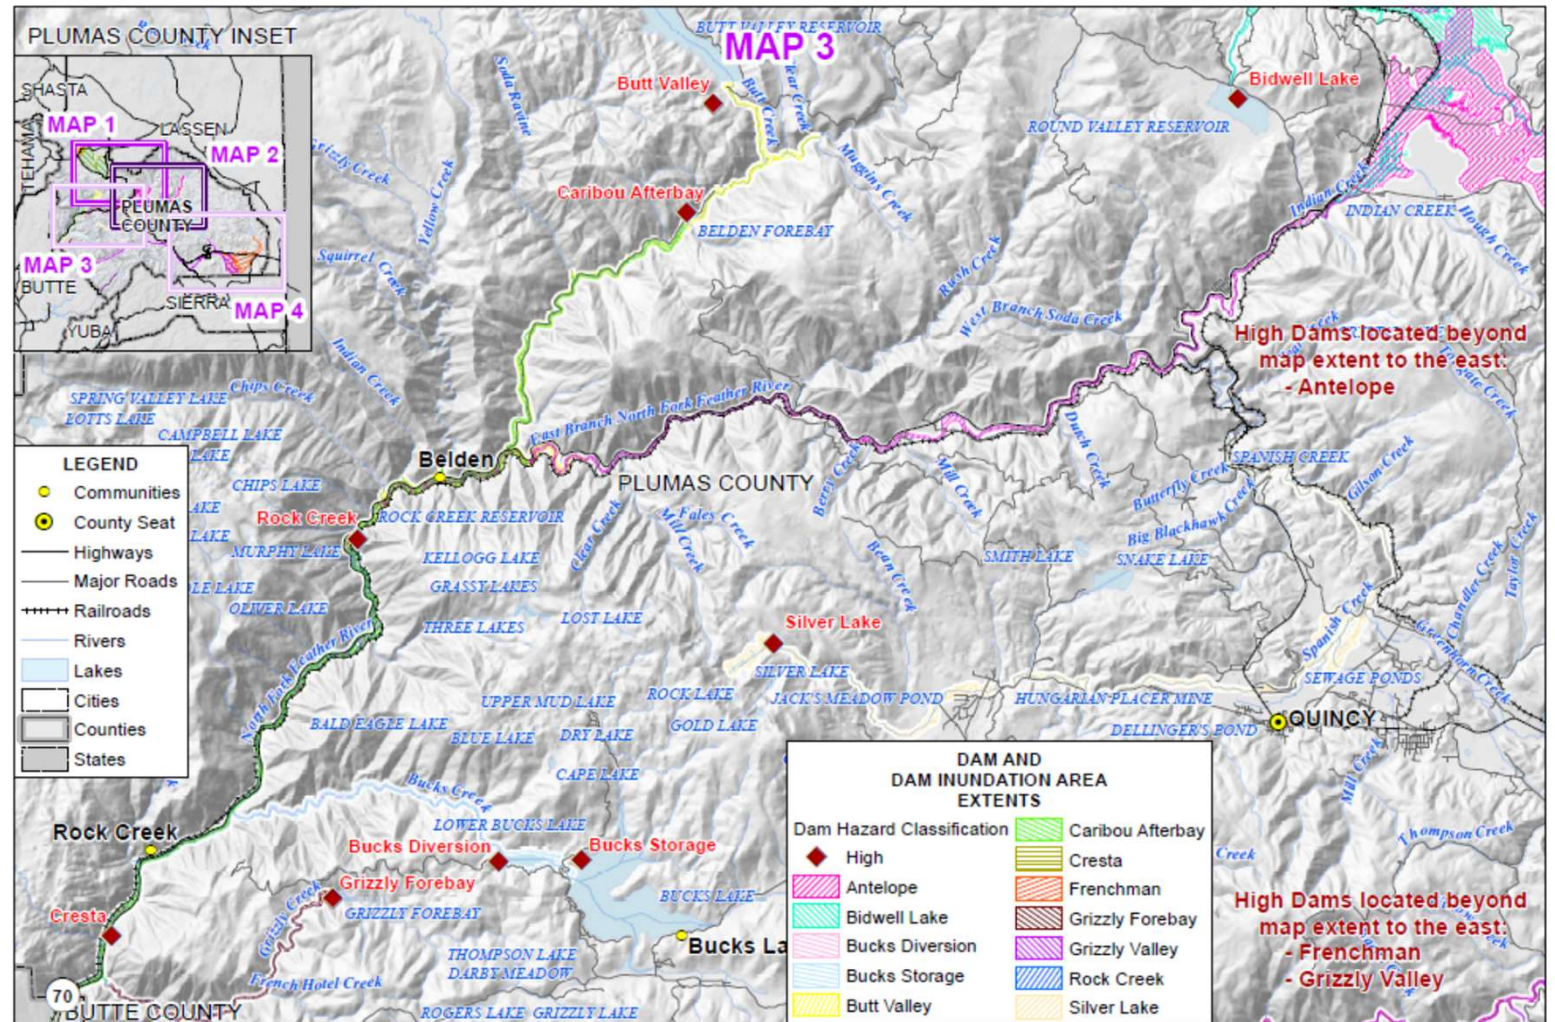 PLUMAS COUNTY INSET
SHASTA
MAP 1
LASSEN
TEHAMA
MAP 2
PLUMAS
COUNTY
MAP 3
BUTTE
SIERRA
MAP 4
YUBA
BUTT VALLEY RESERVOIR
MAP 3
Butt Valley
Bidwell Lake
Soda Ravine
Butt Creek
ROUND VALLEY RESERVOIR
Yellow Creek
Muggins Creek
Caribou Afterbay
BELDEN FOREBAY
Indian Creek
INDIAN CREEK
Hough Creek
Squirrel Creek
Rush Creek
West Branch Soda Creek
High Dams located beyond
map extent to the east:
- Antelope
Indian Creek
Chips Creek
SPRING VALLEY LAKE
LOTTS LAKE
CAMPBELL LAKE
East Branch North Fork Feather River
Dutch Creek
LAKE
Belden
PLUMAS COUNTY
Berry Creek
Mill Creek
SPANISH CREEK
Butterfly Creek
Gilson Creek
Big Blackhawk Creek
CHIPS LAKE
LAKE
Rock Creek
ROCK CREEK RESERVOIR
Clear Creek
Fales Creek
Mill Creek
MURPHY LAKE
KELLOGG LAKE
Bean Creek
SMITH LAKE
SNAKE LAKE
Chandler Creek
Taylor Creek
GRASSY LAKES
OLIVER LAKE
LOST LAKE
THREE LAKES
Silver Lake
Spanish Creek
Greenhorn Creek
North Fork Feather River
SILVER LAKE
SEWAGE PONDS
UPPER MUD LAKE
ROCK LAKE
JACK'S MEADOW POND
HUNGARIAN PLACER MINE
BALD EAGLE LAKE
BLUE LAKE
DRY LAKE
GOLD LAKE
DELLINGER'S POND
QUINCY
CAPE LAKE
Bucks Creek
Mill Creek
LOWER BUCKS LAKE
Rock Creek
Bucks Diversion
Bucks Storage
Thompson Creek
Creek
Grizzly Forebay
GRIZZLY FOREBAY
BUCKS LAKE
Cresta
Grizzly Creek
Bucks La
High Dams located beyond
map extent to the east:
- Frenchman
- Grizzly Valley
THOMPSON LAKE
DARBY MEADOW
French Hotel Creek
70
BUTTE COUNTY
ROGERS LAKE
GRIZZLY LAKE
LEGEND
Communities
County Seat
Highways
Major Roads
Railroads
Rivers
Lakes
Cities
Counties
States
DAM AND
DAM INUNDATION AREA
EXTENTS
Dam Hazard Classification
High
Antelope
Bidwell Lake
Bucks Diversion
Bucks Storage
Butt Valley
Caribou Afterbay
Cresta
Frenchman
Grizzly Forebay
Grizzly Valley
Rock Creek
Silver Lake